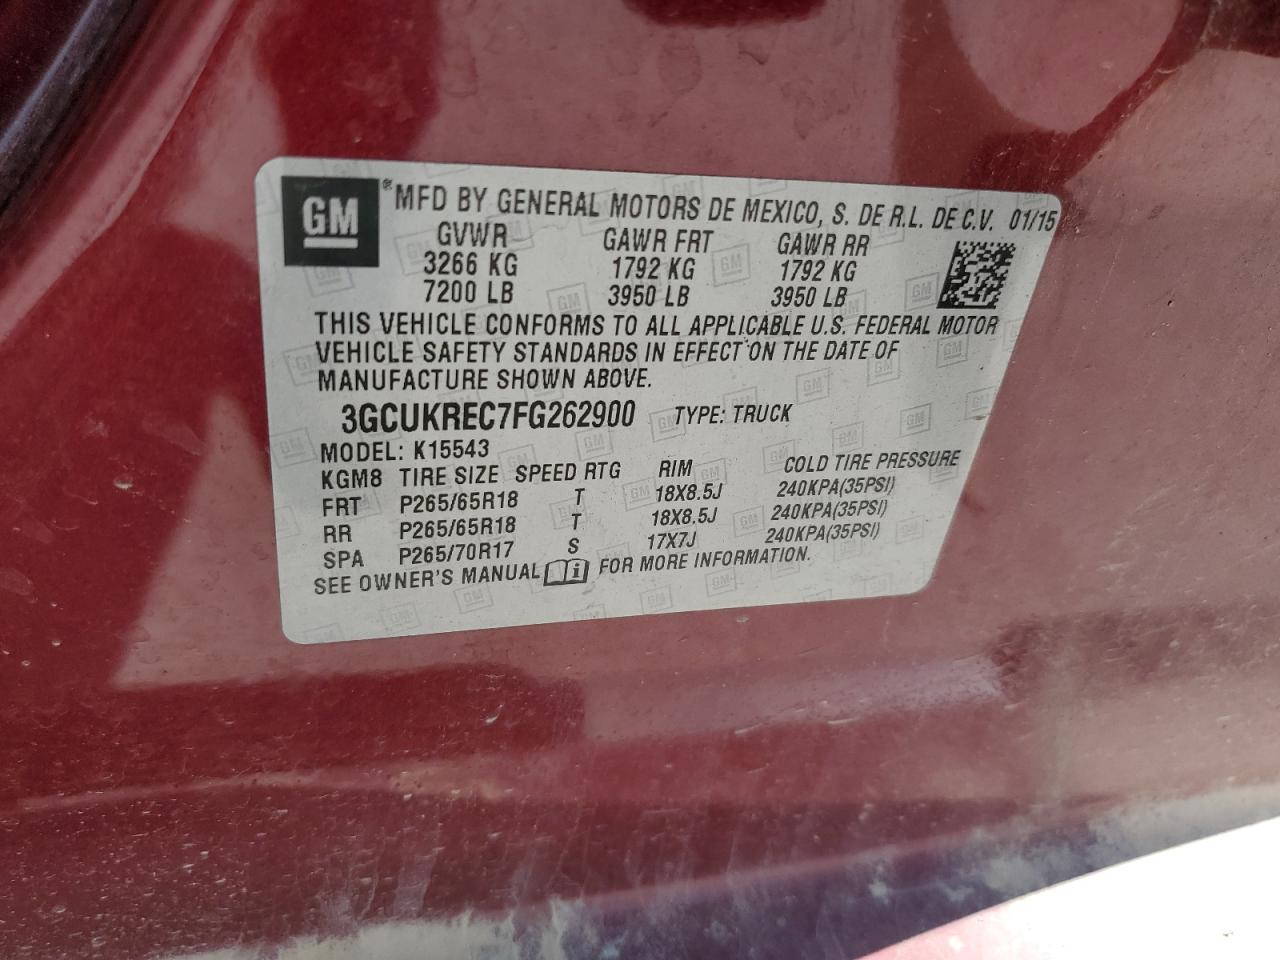 GM ® MFD BY GENERAL MOTORS DE MEXICO, S. DE R.L. DE C.V. 01/15
GVWR GAWR FRT GAWR RR
3266 KG 1792 KG 1792 KG
7200 LB 3950 LB 3950 LB
THIS VEHICLE CONFORMS TO ALL APPLICABLE U.S. FEDERAL MOTOR
VEHICLE SAFETY STANDARDS IN EFFECT ON THE DATE OF
MANUFACTURE SHOWN ABOVE.
3GCUKREC7FG262900 TYPE: TRUCK
MODEL: K15543
KGM8 TIRE SIZE SPEED RTG RIM COLD TIRE PRESSURE
FRT P265/65R18 T 18X8.5J 240KPA(35PSI)
RR P265/65R18 T 18X8.5J 240KPA(35PSI)
SPA P265/70R17 S 17X7J 240KPA(35PSI)
SEE OWNER'S MANUAL i FOR MORE INFORMATION.